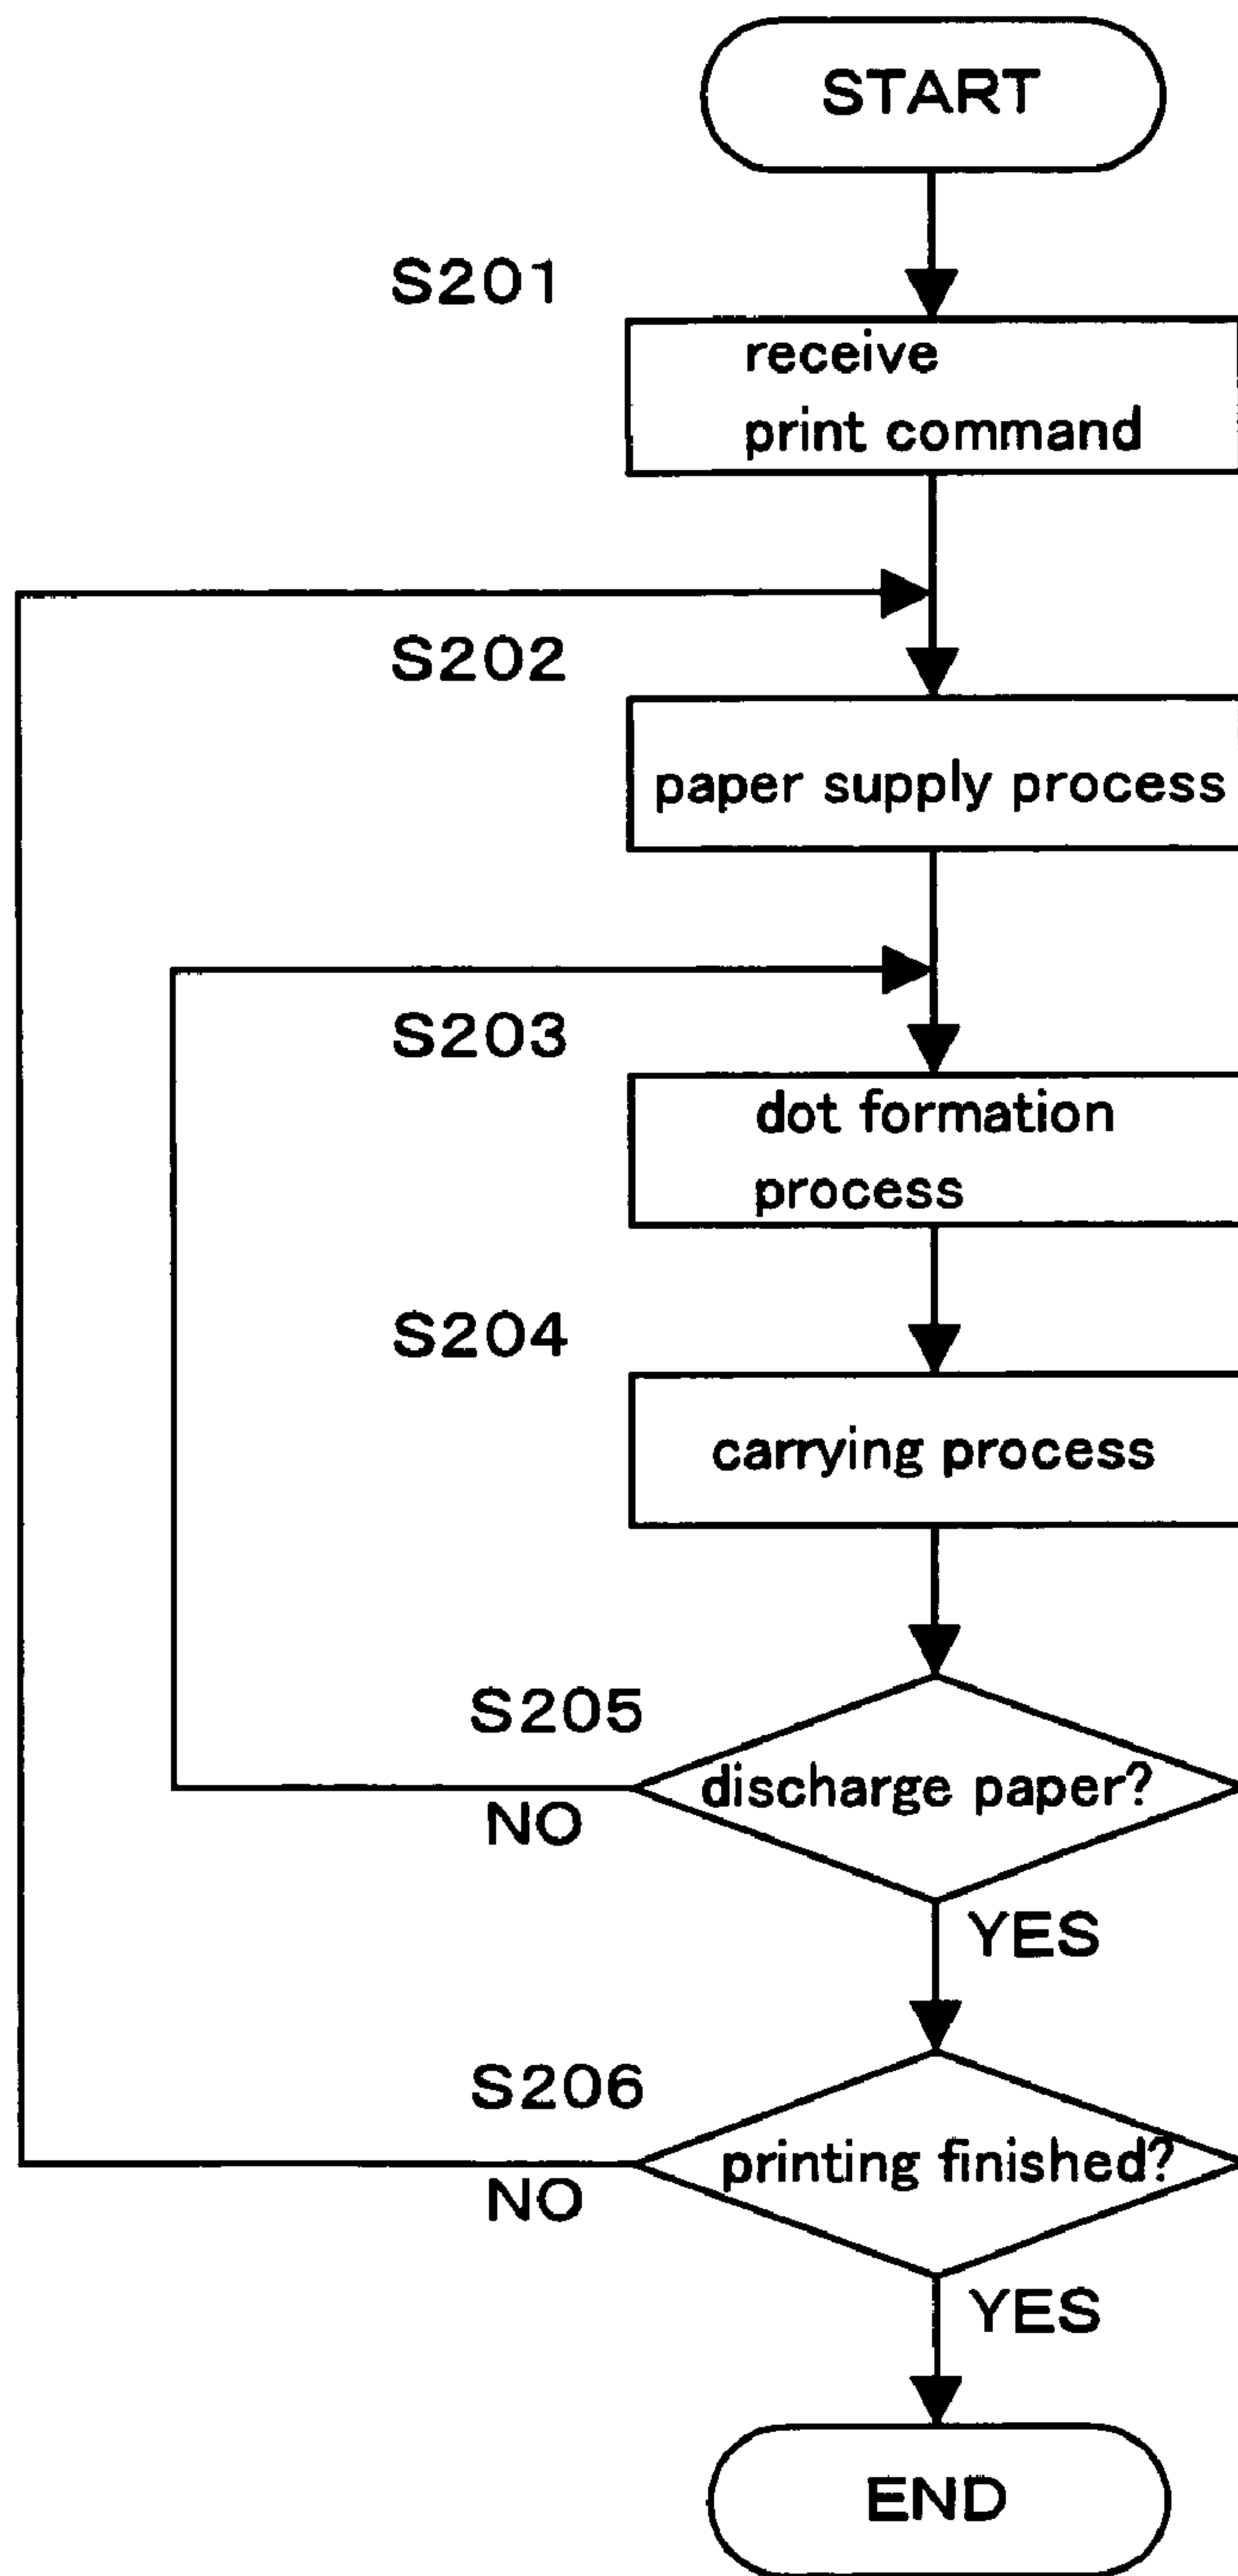 START
S201
receive
print command
S202
paper supply process
S203
dot formation
process
S204
carrying process
S205
discharge paper?
NO
YES
S206
printing finished?
NO
YES
END